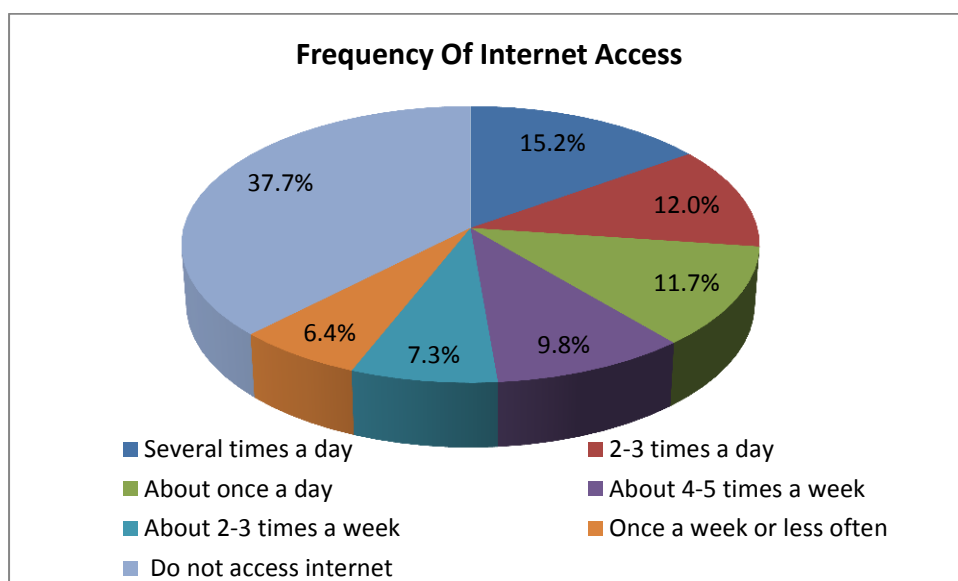 Frequency Of Internet Access
15.2%
37.7%
12.0%
11.7%
9.8%
6.4%
7.3%
Several times a day
2-3 times a day
About once a day
About 4-5 times a week
About 2-3 times a week
Once a week or less often
Do not access internet